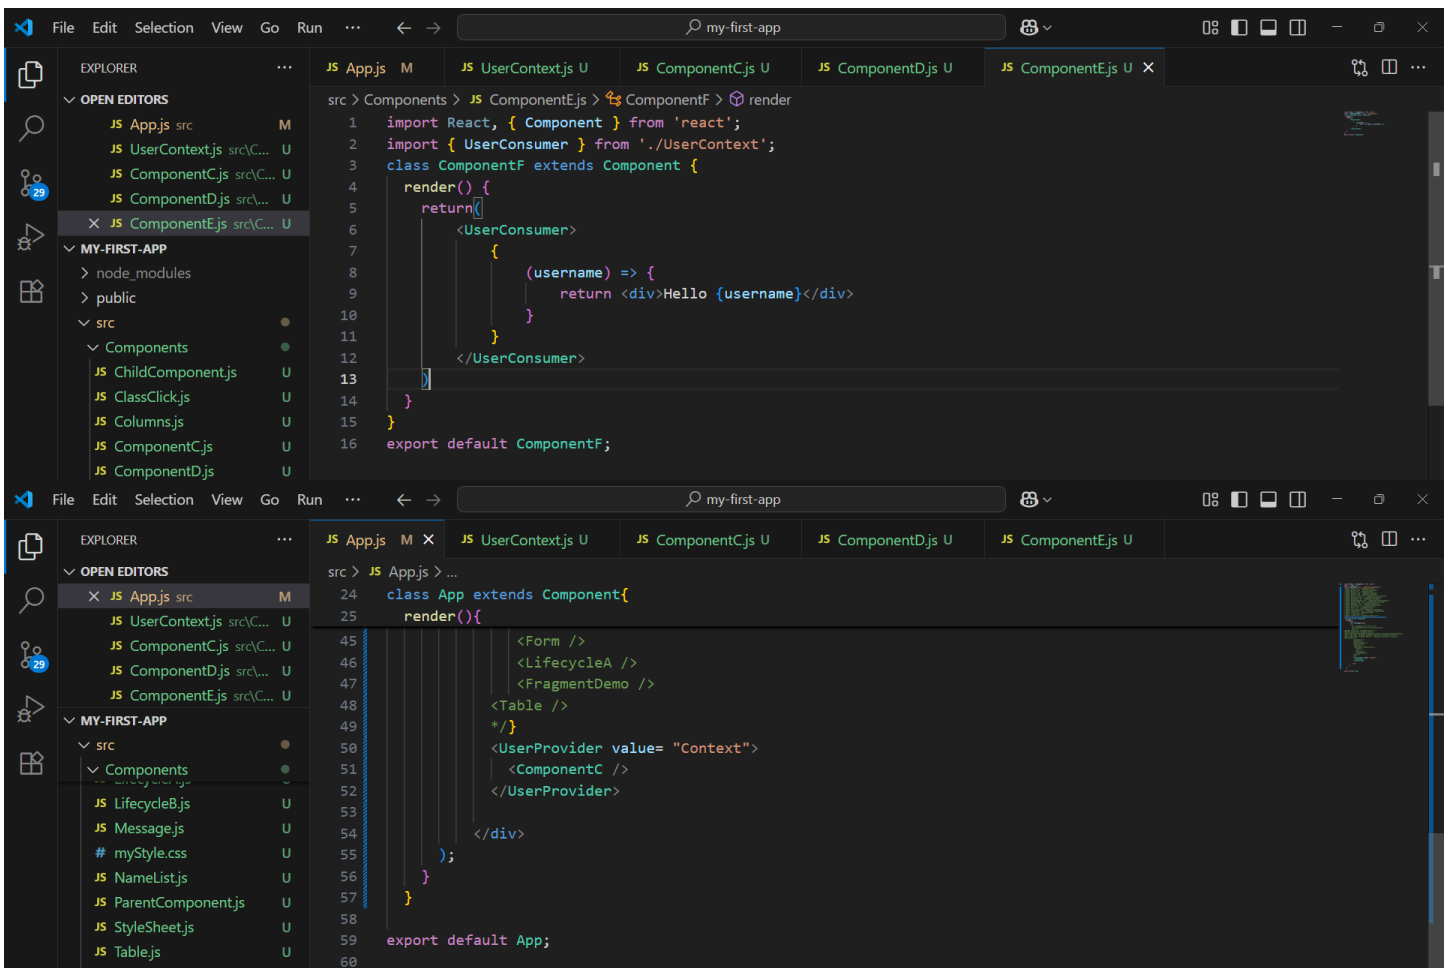 File Edit Selection View Go Run ··· my-first-app
EXPLORER ···
JS App.js M JS UserContext.js U JS ComponentC.js U JS ComponentD.js U JS ComponentE.js U
OPEN EDITORS
JS App.js src M
JS UserContext.js src\C... U
JS ComponentC.js src\C... U
JS ComponentD.js src\... U
JS ComponentE.js src\C... U
MY-FIRST-APP
node_modules
public
src
Components
JS ChildComponent.js U
JS ClassClick.js U
JS Columns.js U
JS ComponentC.js U
JS ComponentD.js U
29
src > Components > JS ComponentE.js > ComponentF > render
1 import React, { Component } from 'react';
2 import { UserConsumer } from './UserContext';
3 class ComponentF extends Component {
4 render() {
5 return(
6 <UserConsumer>
7 {
8 (username) => {
9 return <div>Hello {username}</div>
10 }
11 }
12 </UserConsumer>
13 )
14 }
15 }
16 export default ComponentF;
File Edit Selection View Go Run ··· my-first-app
EXPLORER ···
JS App.js M JS UserContext.js U JS ComponentC.js U JS ComponentD.js U JS ComponentE.js U
OPEN EDITORS
JS App.js src M
JS UserContext.js src\C... U
JS ComponentC.js src\C... U
JS ComponentD.js src\... U
JS ComponentE.js src\C... U
MY-FIRST-APP
src
Components
JS LifecycleB.js U
JS Message.js U
# myStyle.css U
JS NameList.js U
JS ParentComponent.js U
JS StyleSheet.js U
JS Table.js U
29
src > JS App.js > ...
24 class App extends Component{
25 render(){
45 <Form />
46 <LifecycleA />
47 <FragmentDemo />
48 <Table />
49 */}
50 <UserProvider value= "Context">
51 <ComponentC />
52 </UserProvider>
53
54 </div>
55 );
56 }
57 }
58
59 export default App;
60